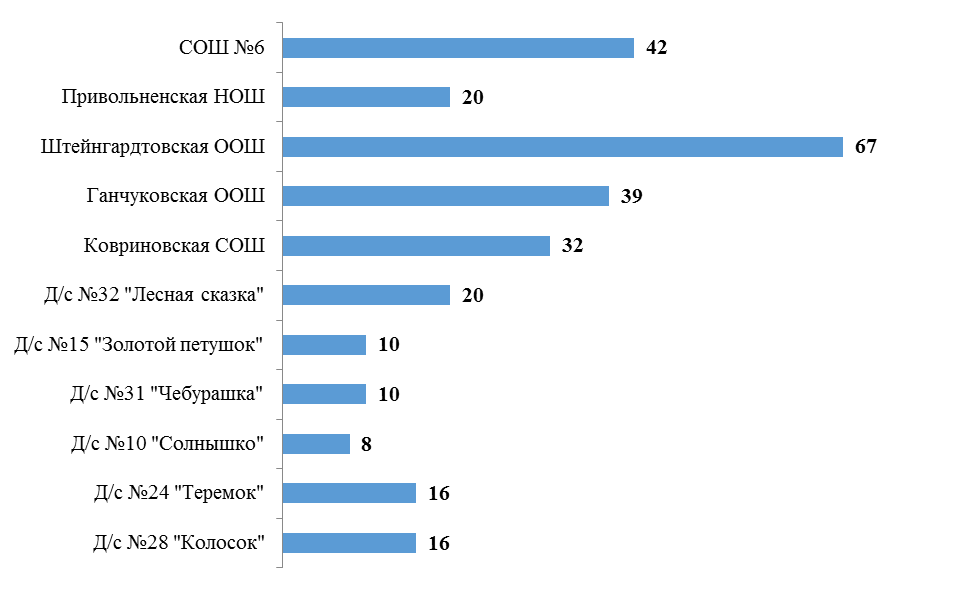 СОШ №6 42
Привольненская НОШ 20
Штейнгардтовская ООШ 67
Ганчуковская ООШ 39
Ковриновская СОШ 32
Д/с №32 "Лесная сказка" 20
Д/с №15 "Золотой петушок" 10
Д/с №31 "Чебурашка" 10
Д/с №10 "Солнышко" 8
Д/с №24 "Теремок" 16
Д/с №28 "Колосок" 16